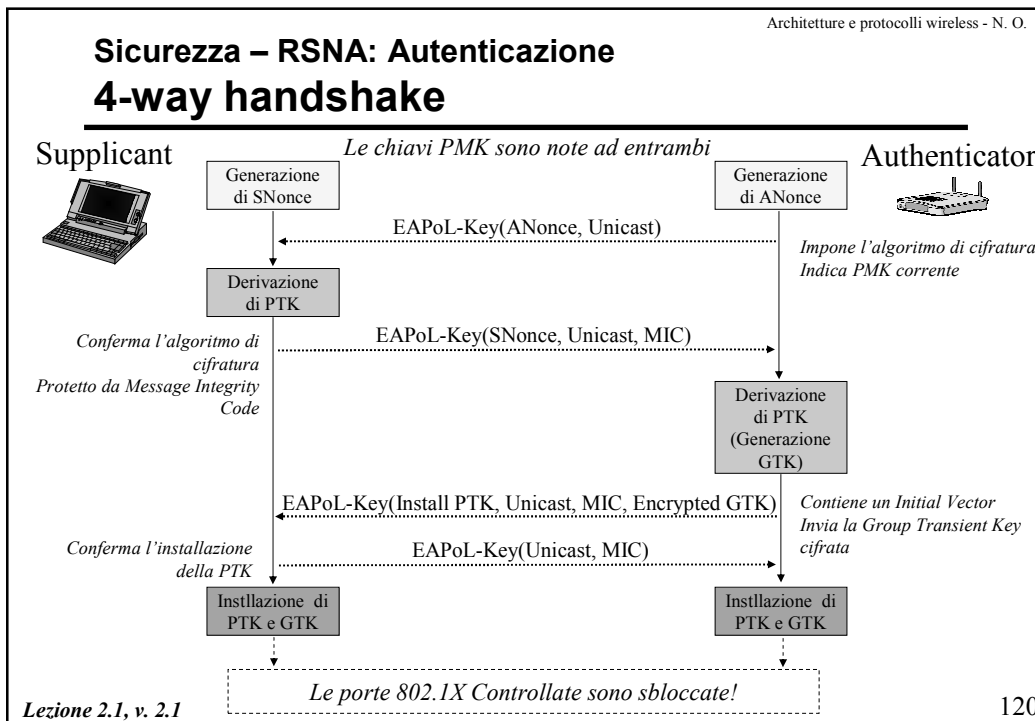 Architetture e protocolli wireless - N. O.
Sicurezza – RSNA: Autenticazione
4-way handshake
Supplicant
Le chiavi PMK sono note ad entrambi
Authenticator
Generazione
di SNonce
Generazione
di ANonce
EAPoL-Key(ANonce, Unicast)
Impone l'algoritmo di cifratura
Indica PMK corrente
Derivazione
di PTK
EAPoL-Key(SNonce, Unicast, MIC)
Conferma l'algoritmo di
cifratura
Protetto da Message Integrity
Code
Derivazione
di PTK
(Generazione
GTK)
EAPoL-Key(Install PTK, Unicast, MIC, Encrypted GTK)
Contiene un Initial Vector
Invia la Group Transient Key
cifrata
Conferma l'installazione
della PTK
EAPoL-Key(Unicast, MIC)
Instllazione di
PTK e GTK
Instllazione di
PTK e GTK
Le porte 802.1X Controllate sono sbloccate!
Lezione 2.1, v. 2.1
120